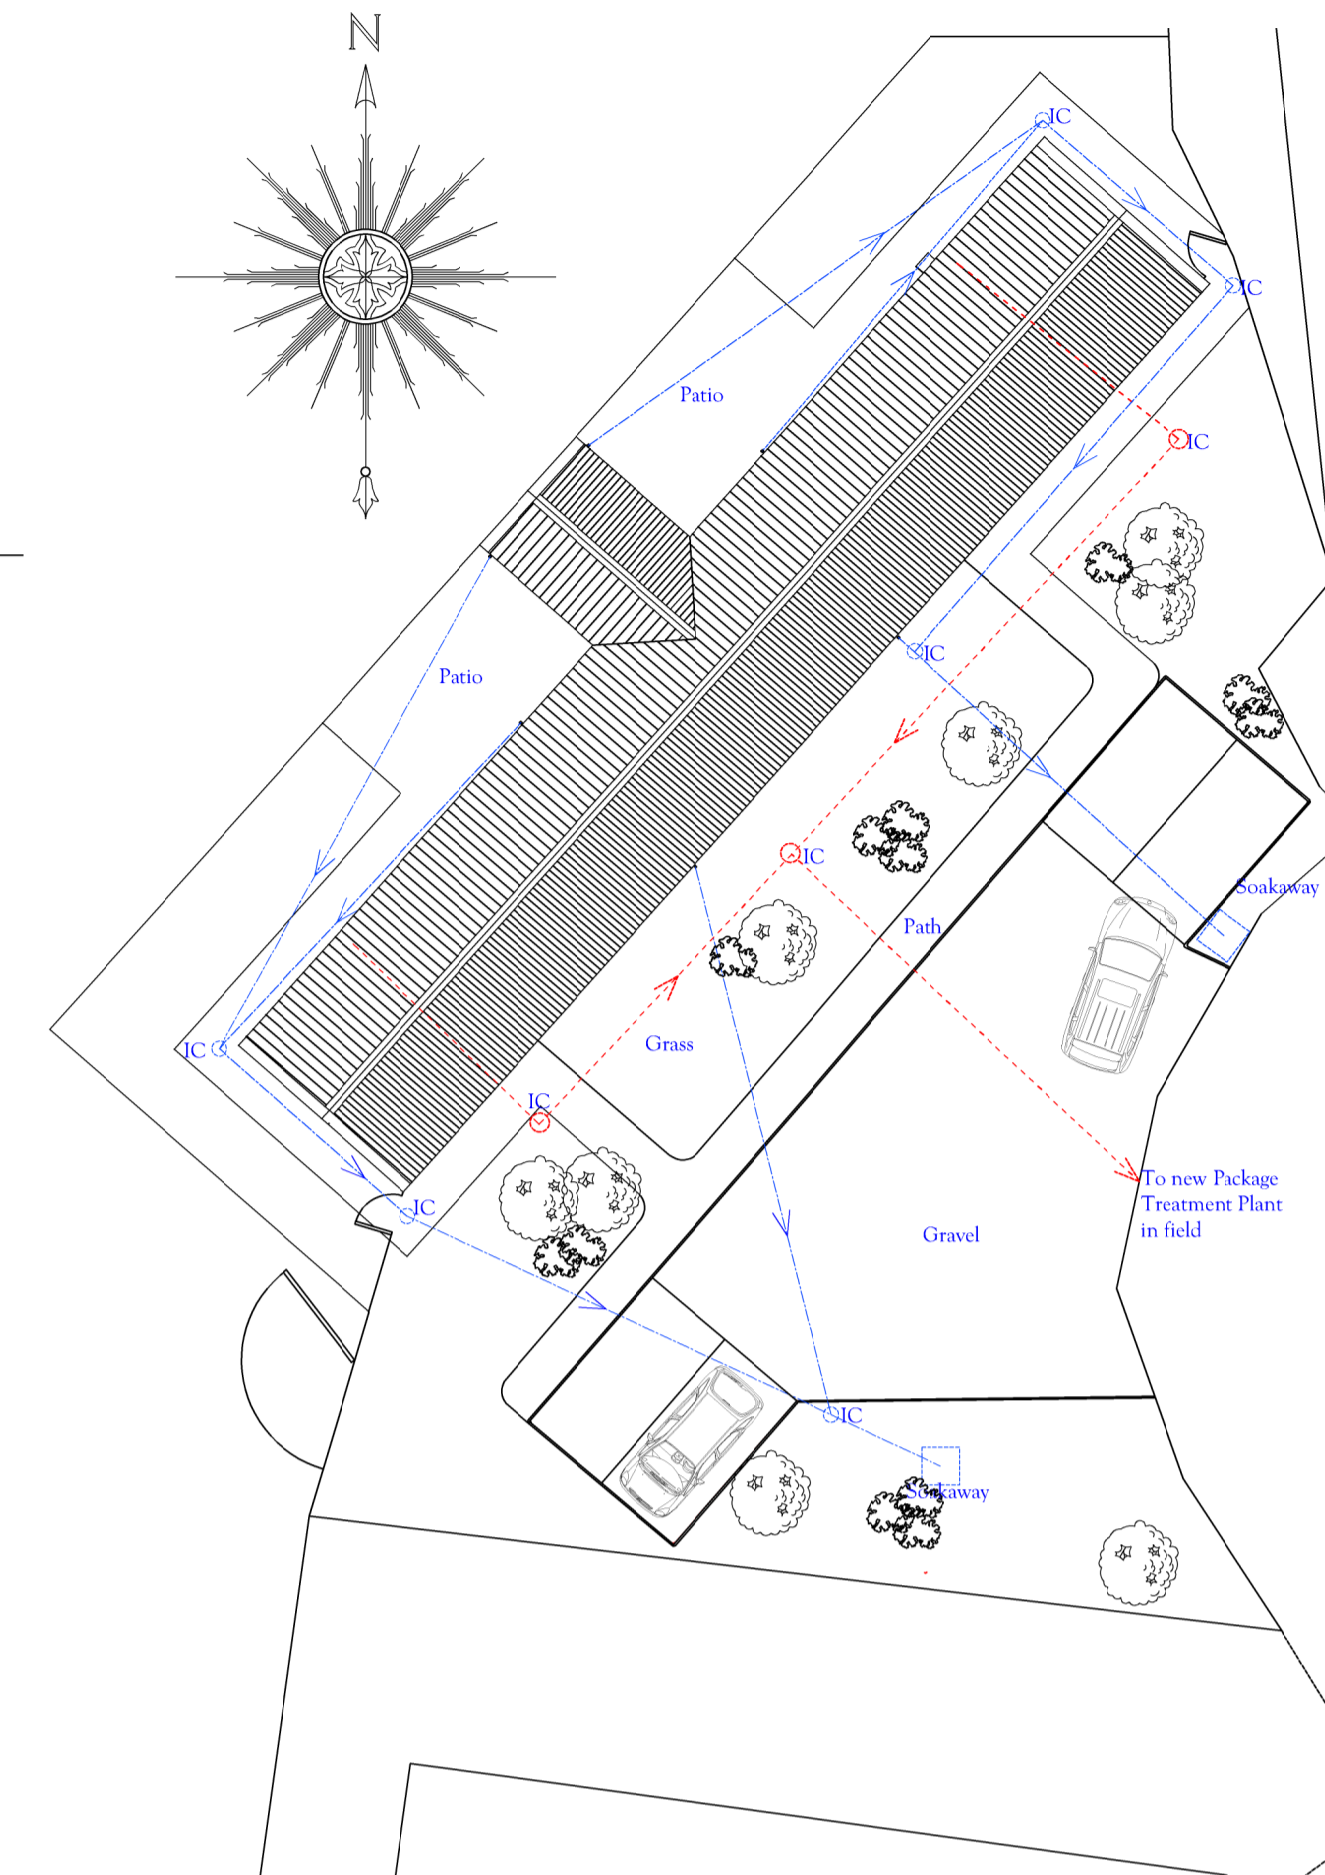 N
IC
IC
Patio
IC
IC
Patio
IC
Soakaway
Path
Grass
IC
IC
To new Package
Treatment Plant
in field
IC
Gravel
IC
Soakaway